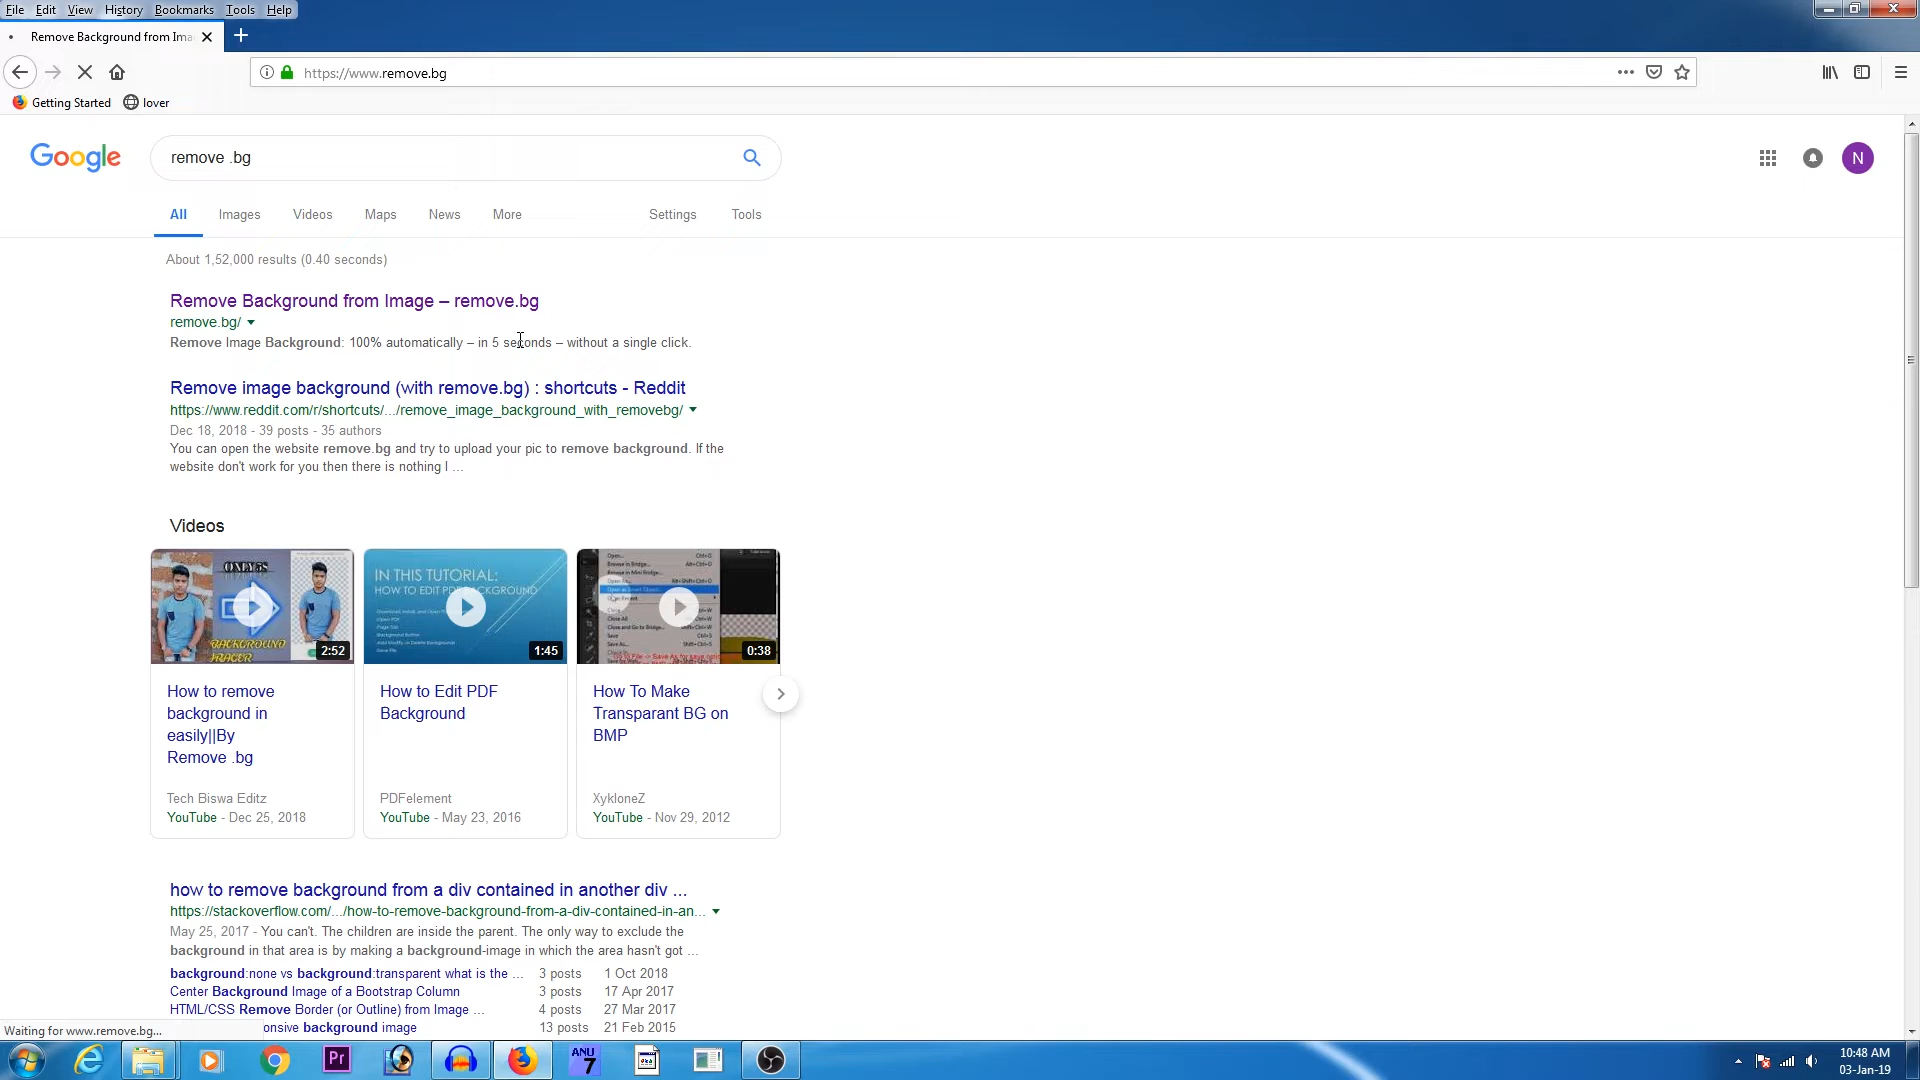 File Edit View History Bookmarks Tools Help
Remove Background from Ima
https://www.remove.bg
Getting Started lover
Google
remove .bg
N
All Images Videos Maps News More Settings Tools
About 1,52,000 results (0.40 seconds)
Remove Background from Image – remove.bg
remove.bg/
Remove Image Background: 100% automatically – in 5 seconds – without a single click.
Remove image background (with remove.bg) : shortcuts - Reddit
https://www.reddit.com/r/shortcuts/.../remove_image_background_with_removebg/
Dec 18, 2018 - 39 posts - 35 authors
You can open the website remove.bg and try to upload your pic to remove background. If the
website don't work for you then there is nothing I ...
Videos
ONLY 5S
BACKGROUND
ERACER
2:52
IN THIS TUTORIAL:
HOW TO EDIT PDF BACKGROUND
1:45
0:38
How to remove
background in
easily||By
Remove .bg
Tech Biswa Editz
YouTube - Dec 25, 2018
How to Edit PDF
Background
PDFelement
YouTube - May 23, 2016
How To Make
Transparant BG on
BMP
XykloneZ
YouTube - Nov 29, 2012
how to remove background from a div contained in another div ...
https://stackoverflow.com/.../how-to-remove-background-from-a-div-contained-in-an...
May 25, 2017 - You can't. The children are inside the parent. The only way to exclude the
background in that area is by making a background-image in which the area hasn't got ...
background:none vs background:transparent what is the ... 3 posts 1 Oct 2018
Center Background Image of a Bootstrap Column 3 posts 17 Apr 2017
HTML/CSS Remove Border (or Outline) from Image ... 4 posts 27 Mar 2017
onsive background image 13 posts 21 Feb 2015
Waiting for www.remove.bg...
Pr
ANU
7
10:48 AM
03-Jan-19